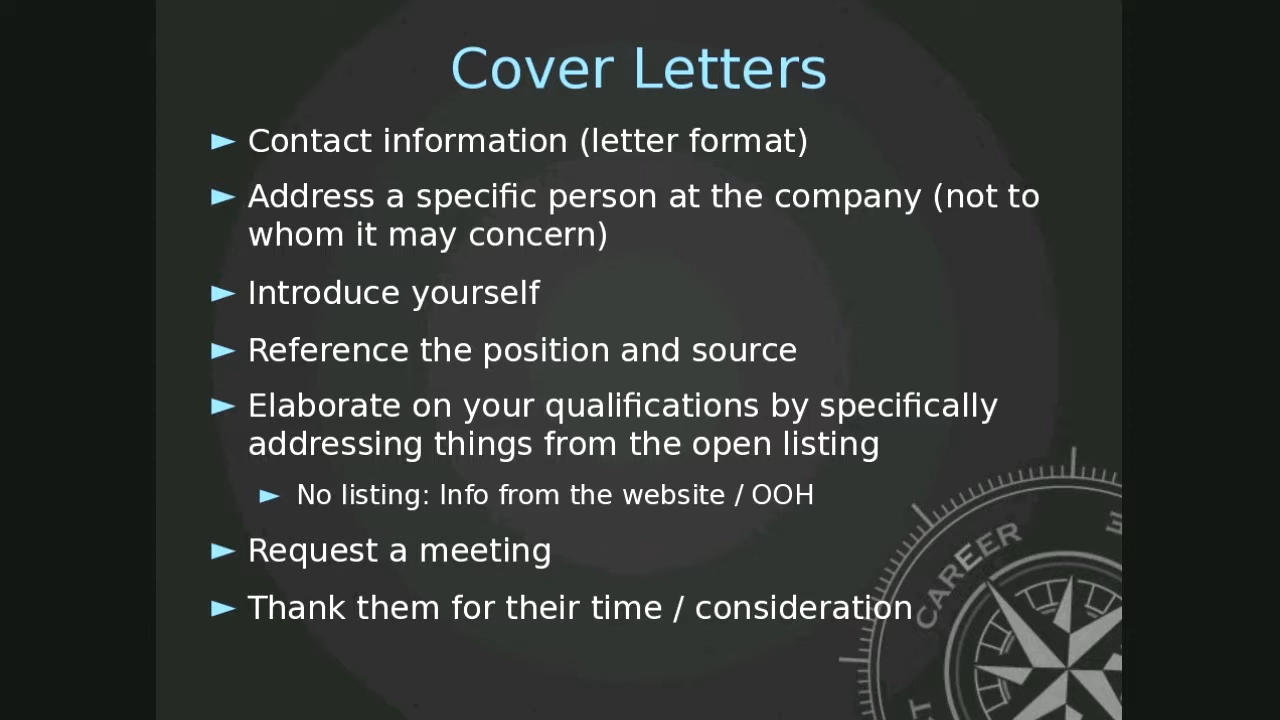 Cover Letters
► Contact information (letter format)
► Address a specific person at the company (not to
whom it may concern)
► Introduce yourself
► Reference the position and source
► Elaborate on your qualifications by specifically
addressing things from the open listing
► No listing: Info from the website / OOH
► Request a meeting
► Thank them for their time / consideration
CAREER